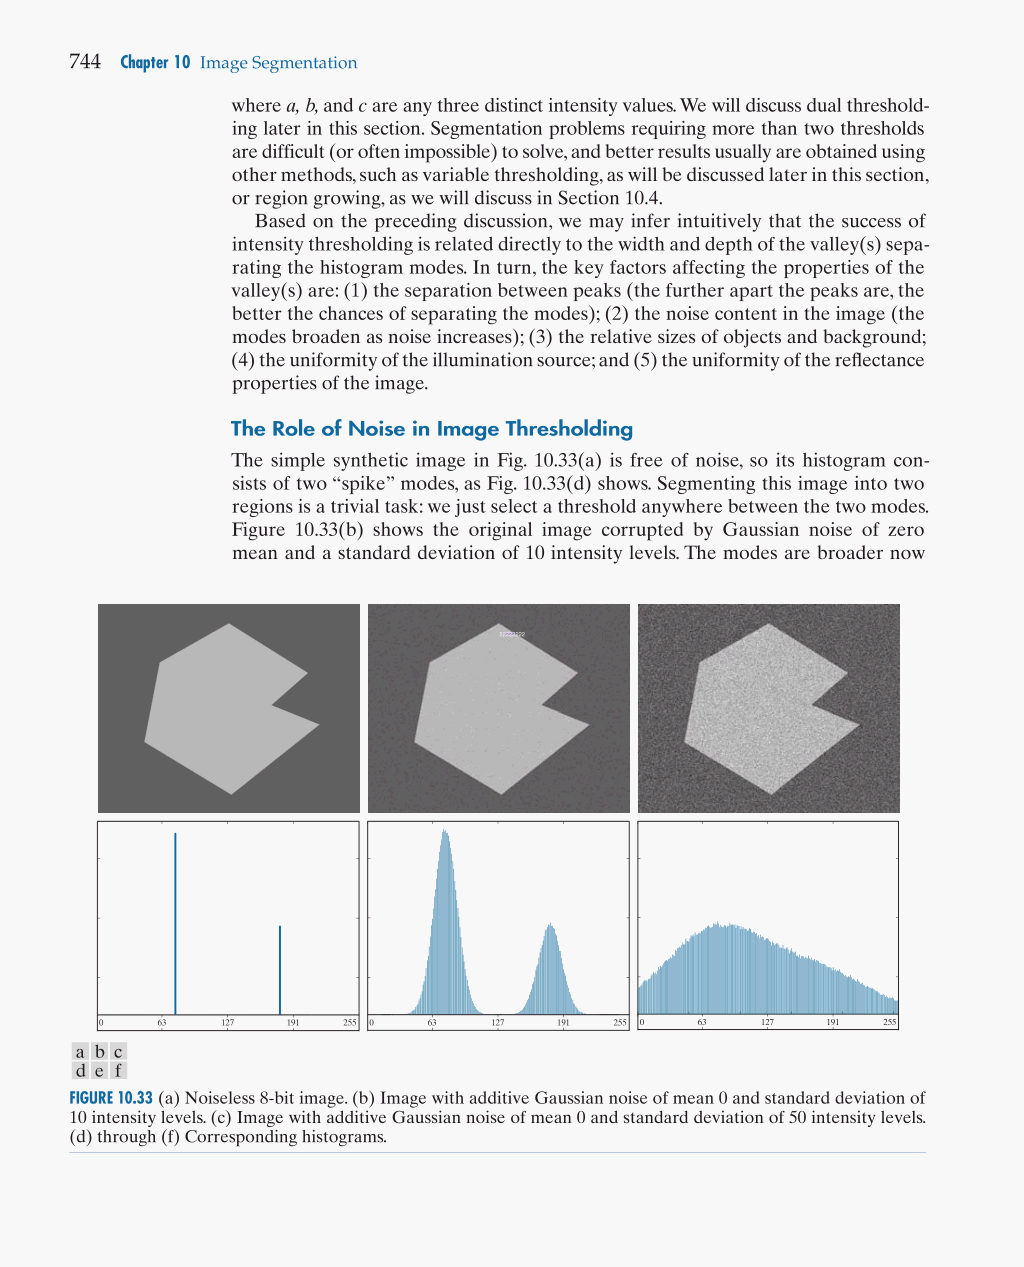 744 Chapter 10 Image Segmentation
where a, b, and c are any three distinct intensity values. We will discuss dual threshold-
ing later in this section. Segmentation problems requiring more than two thresholds
are difficult (or often impossible) to solve, and better results usually are obtained using
other methods, such as variable thresholding, as will be discussed later in this section,
or region growing, as we will discuss in Section 10.4.
Based on the preceding discussion, we may infer intuitively that the success of
intensity thresholding is related directly to the width and depth of the valley(s) sepa-
rating the histogram modes. In turn, the key factors affecting the properties of the
valley(s) are: (1) the separation between peaks (the further apart the peaks are, the
better the chances of separating the modes); (2) the noise content in the image (the
modes broaden as noise increases); (3) the relative sizes of objects and background;
(4) the uniformity of the illumination source; and (5) the uniformity of the reflectance
properties of the image.
The Role of Noise in Image Thresholding
The simple synthetic image in Fig. 10.33(a) is free of noise, so its histogram con-
sists of two “spike” modes, as Fig. 10.33(d) shows. Segmenting this image into two
regions is a trivial task: we just select a threshold anywhere between the two modes.
Figure 10.33(b) shows the original image corrupted by Gaussian noise of zero
mean and a standard deviation of 10 intensity levels. The modes are broader now
0 63 127 191 255
0 63 127 191 255
0 63 127 191 255
a b c
d e f
FIGURE 10.33 (a) Noiseless 8-bit image. (b) Image with additive Gaussian noise of mean 0 and standard deviation of
10 intensity levels. (c) Image with additive Gaussian noise of mean 0 and standard deviation of 50 intensity levels.
(d) through (f) Corresponding histograms.